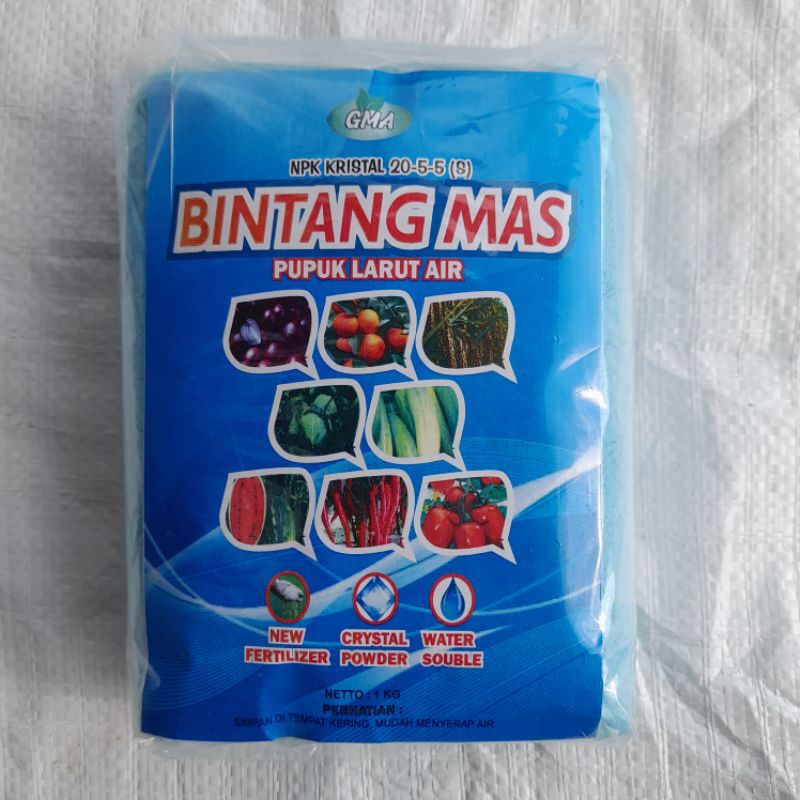 GMA
NPK KRISTAL 20-5-5 (S)
BINTANG MAS
PUPUK LARUT AIR
NEW FERTILIZER
CRYSTAL POWDER
WATER SOUBLE
NETTO : 1 KG
PERHATIAN :
SIMPAN DI TEMPAT KERING, MUDAH MENYERAP AIR